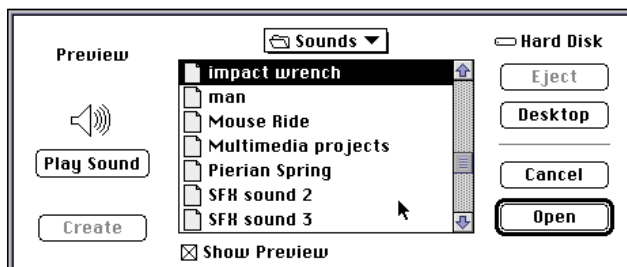 Preview
Play Sound
Create
Sounds
impact wrench
man
Mouse Ride
Multimedia projects
Pierian Spring
SFX sound 2
SFX sound 3
Show Preview
Hard Disk
Eject
Desktop
Cancel
Open